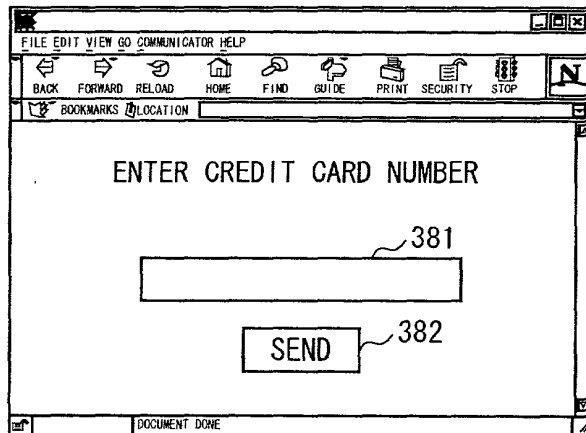 FILE EDIT VIEW GO COMMUNICATOR HELP
BACK FORWARD RELOAD HOME FIND GUIDE PRINT SECURITY STOP N
BOOKMARKS LOCATION
ENTER CREDIT CARD NUMBER
381
SEND 382
DOCUMENT DONE